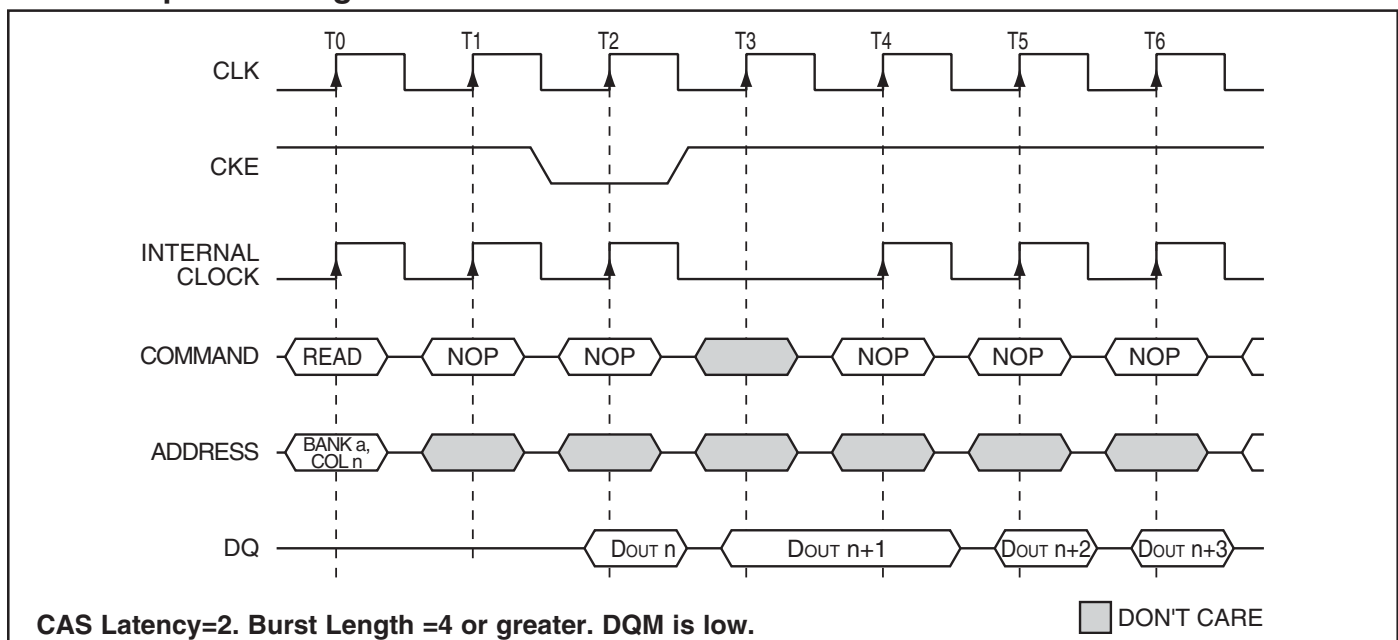 T0 T1 T2 T3 T4 T5 T6
CLK
CKE
INTERNAL
CLOCK
COMMAND READ NOP NOP NOP NOP NOP
ADDRESS BANK a,
COL n
DQ DOUT n DOUT n+1 DOUT n+2 DOUT n+3
CAS Latency=2. Burst Length =4 or greater. DQM is low.
DON'T CARE